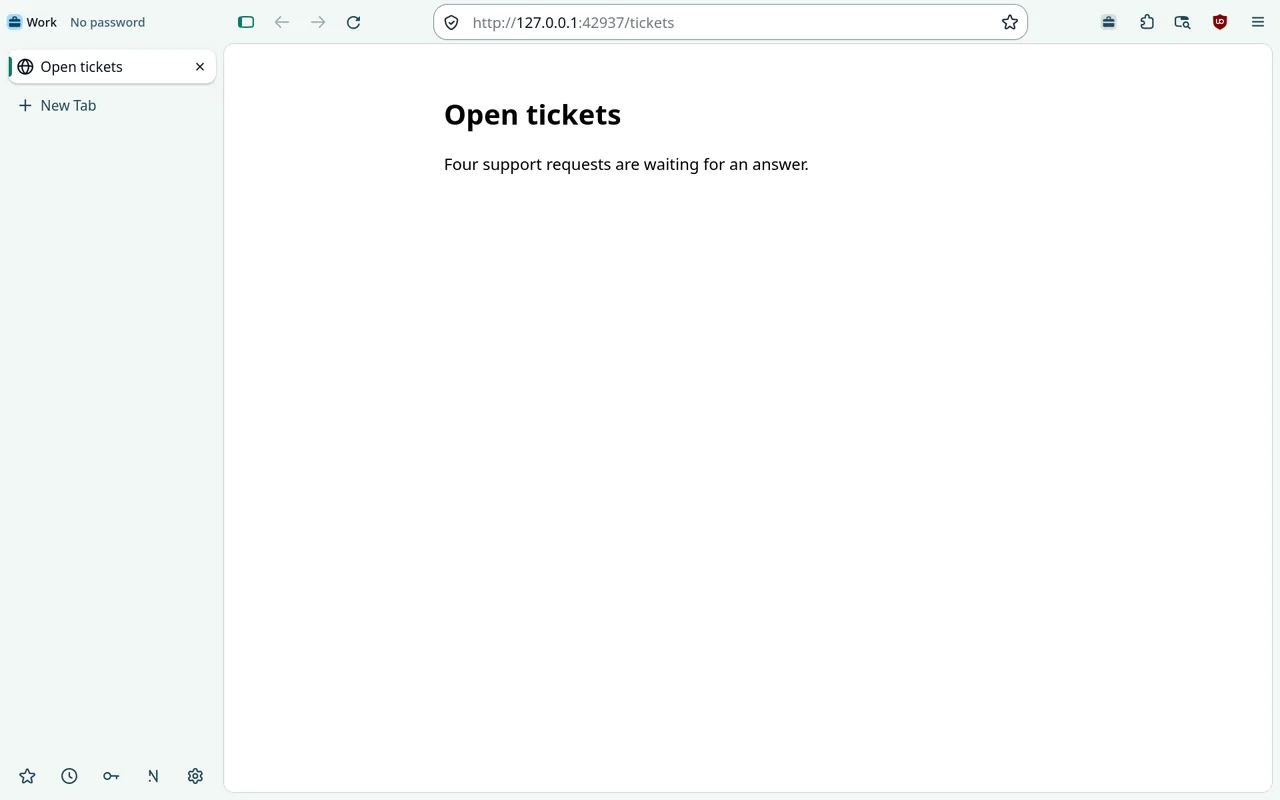 Work No password
http://127.0.0.1:42937/tickets
Open tickets
New Tab
Open tickets
Four support requests are waiting for an answer.